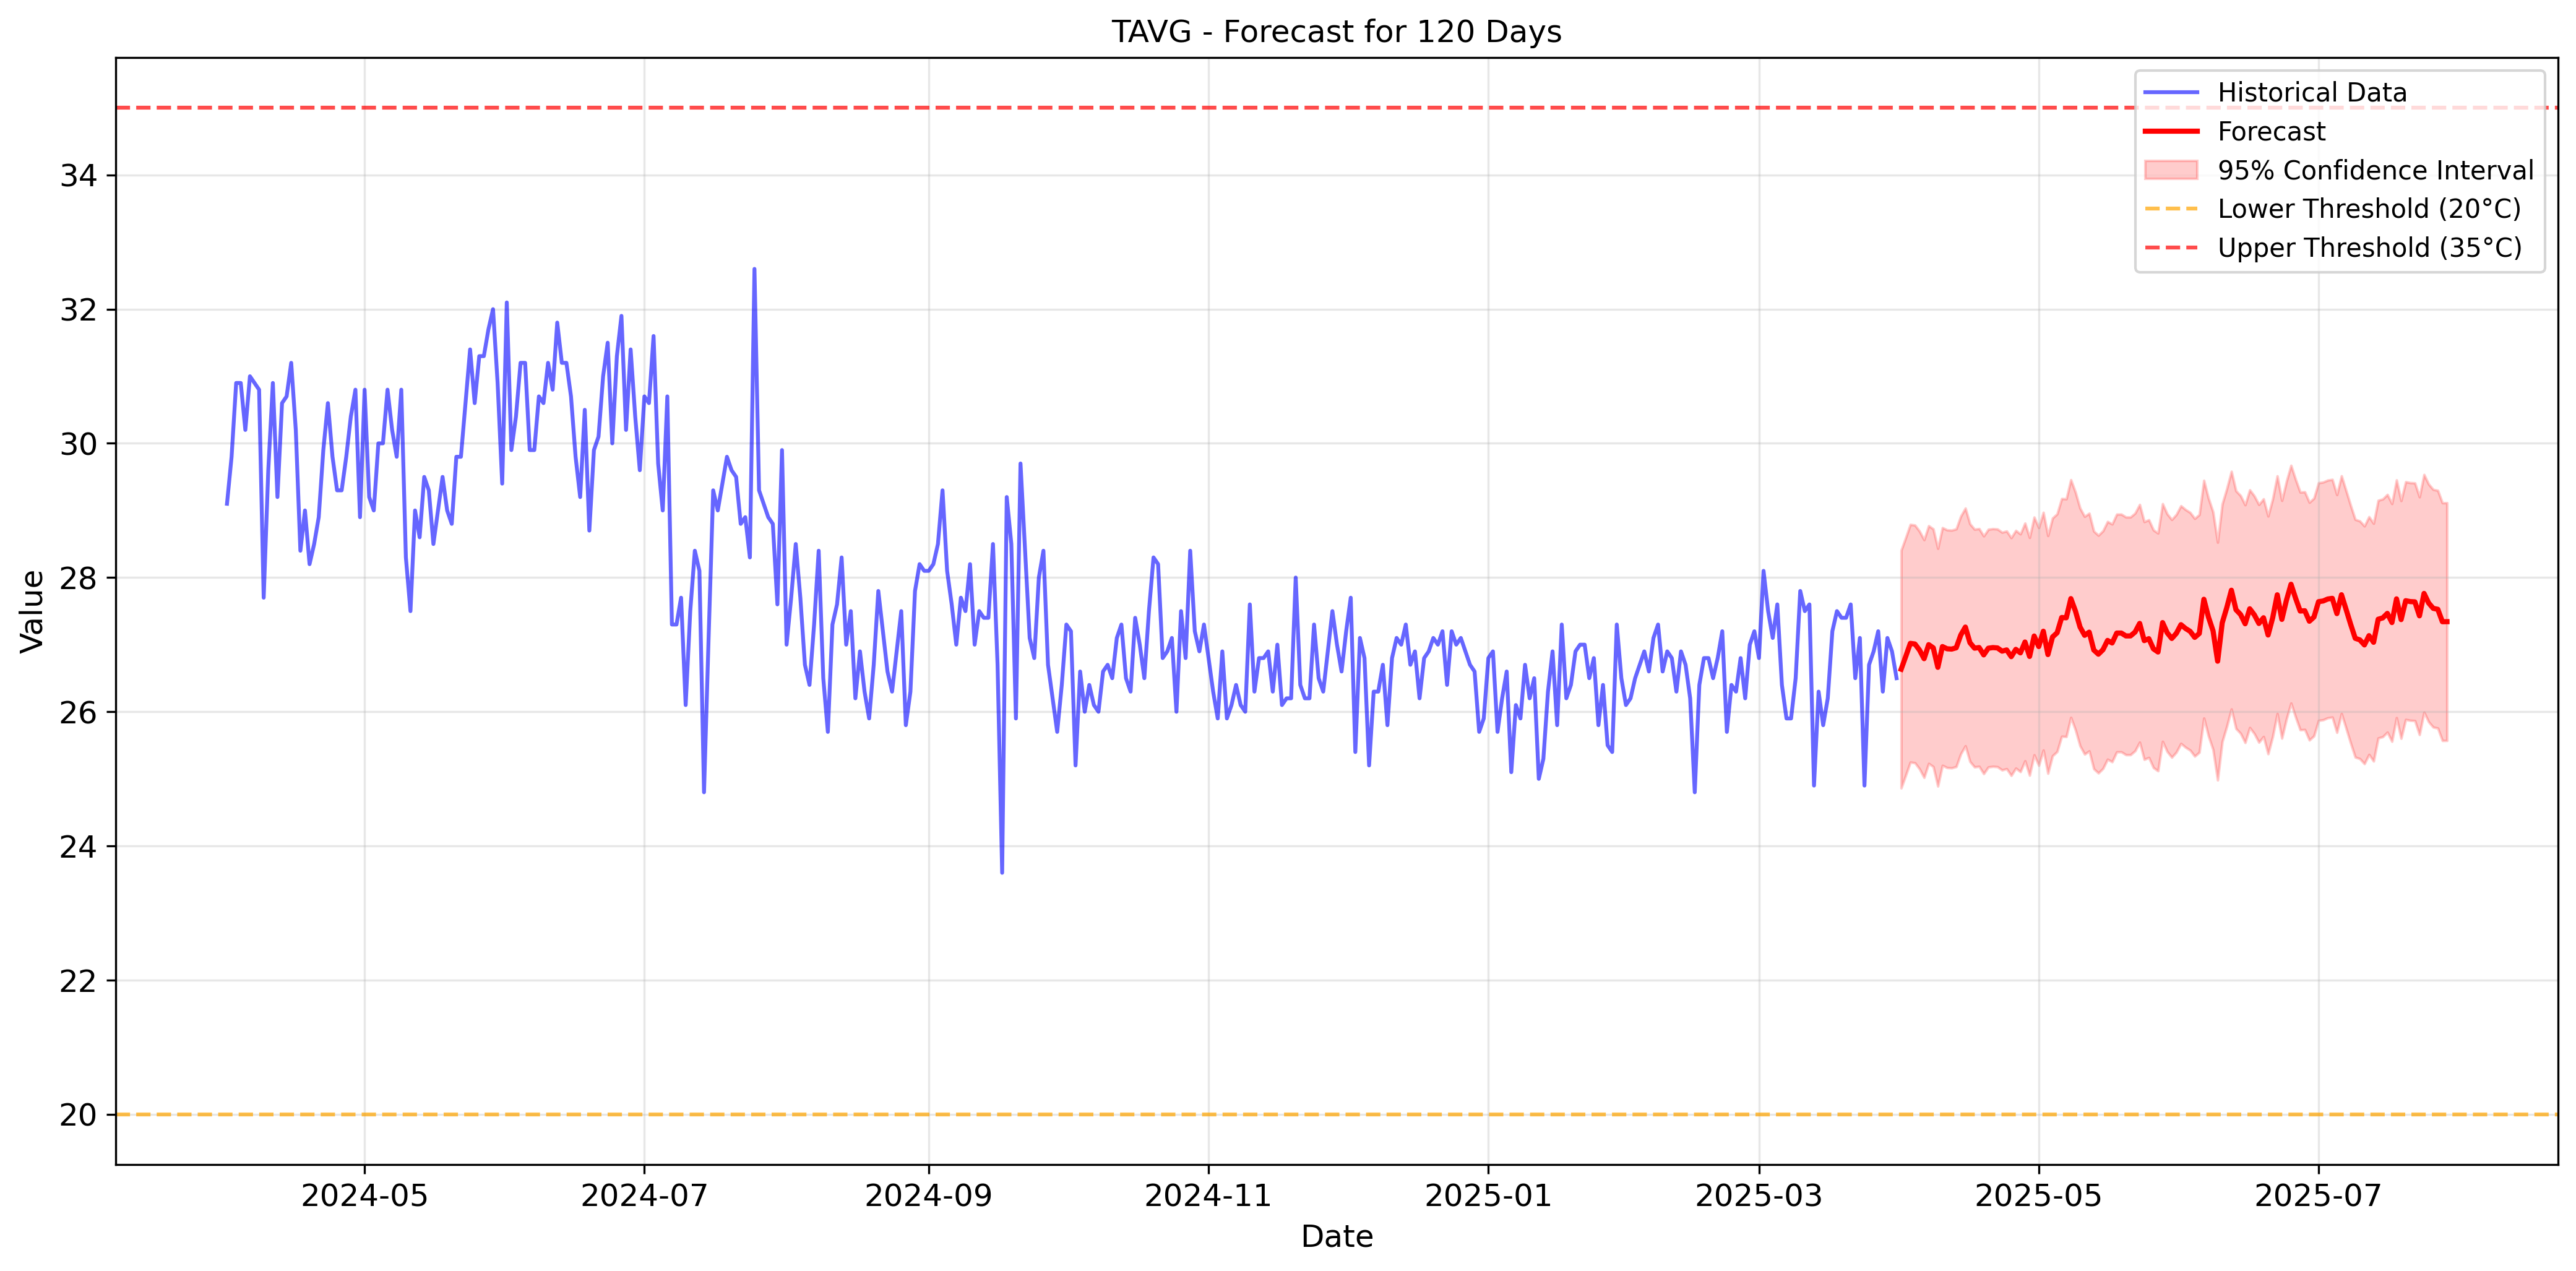 TAVG - Forecast for 120 Days
Historical Data
Forecast
95% Confidence Interval
Lower Threshold (20°C)
Upper Threshold (35°C)
Value
34
32
30
28
26
24
22
20
2024-05 2024-07 2024-09 2024-11 2025-01 2025-03 2025-05 2025-07
Date